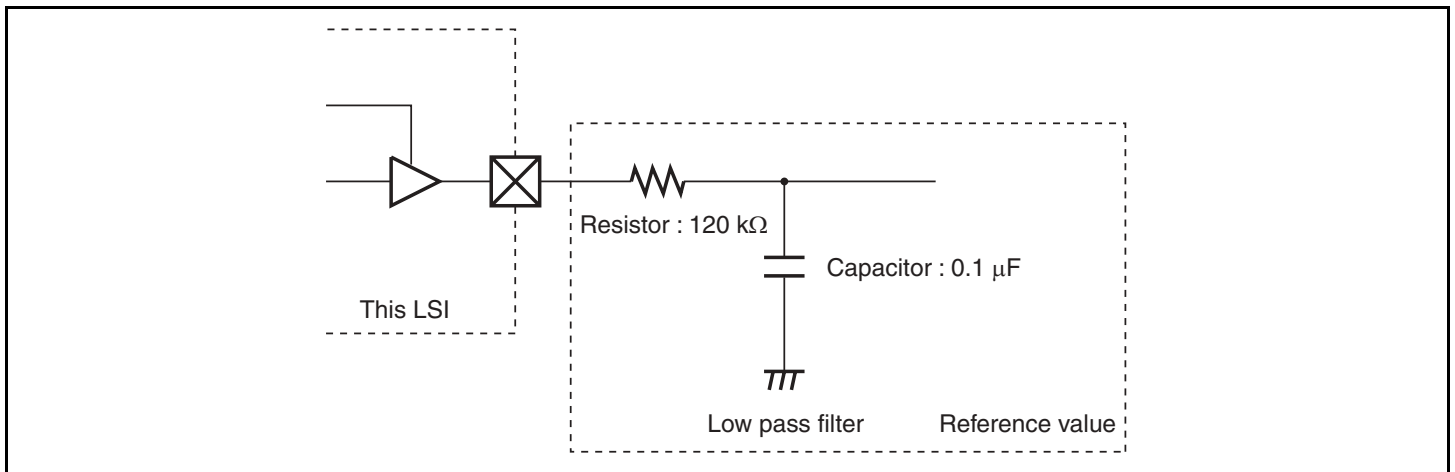 Resistor : 120 kΩ
Capacitor : 0.1 μF
This LSI
Low pass filter
Reference value